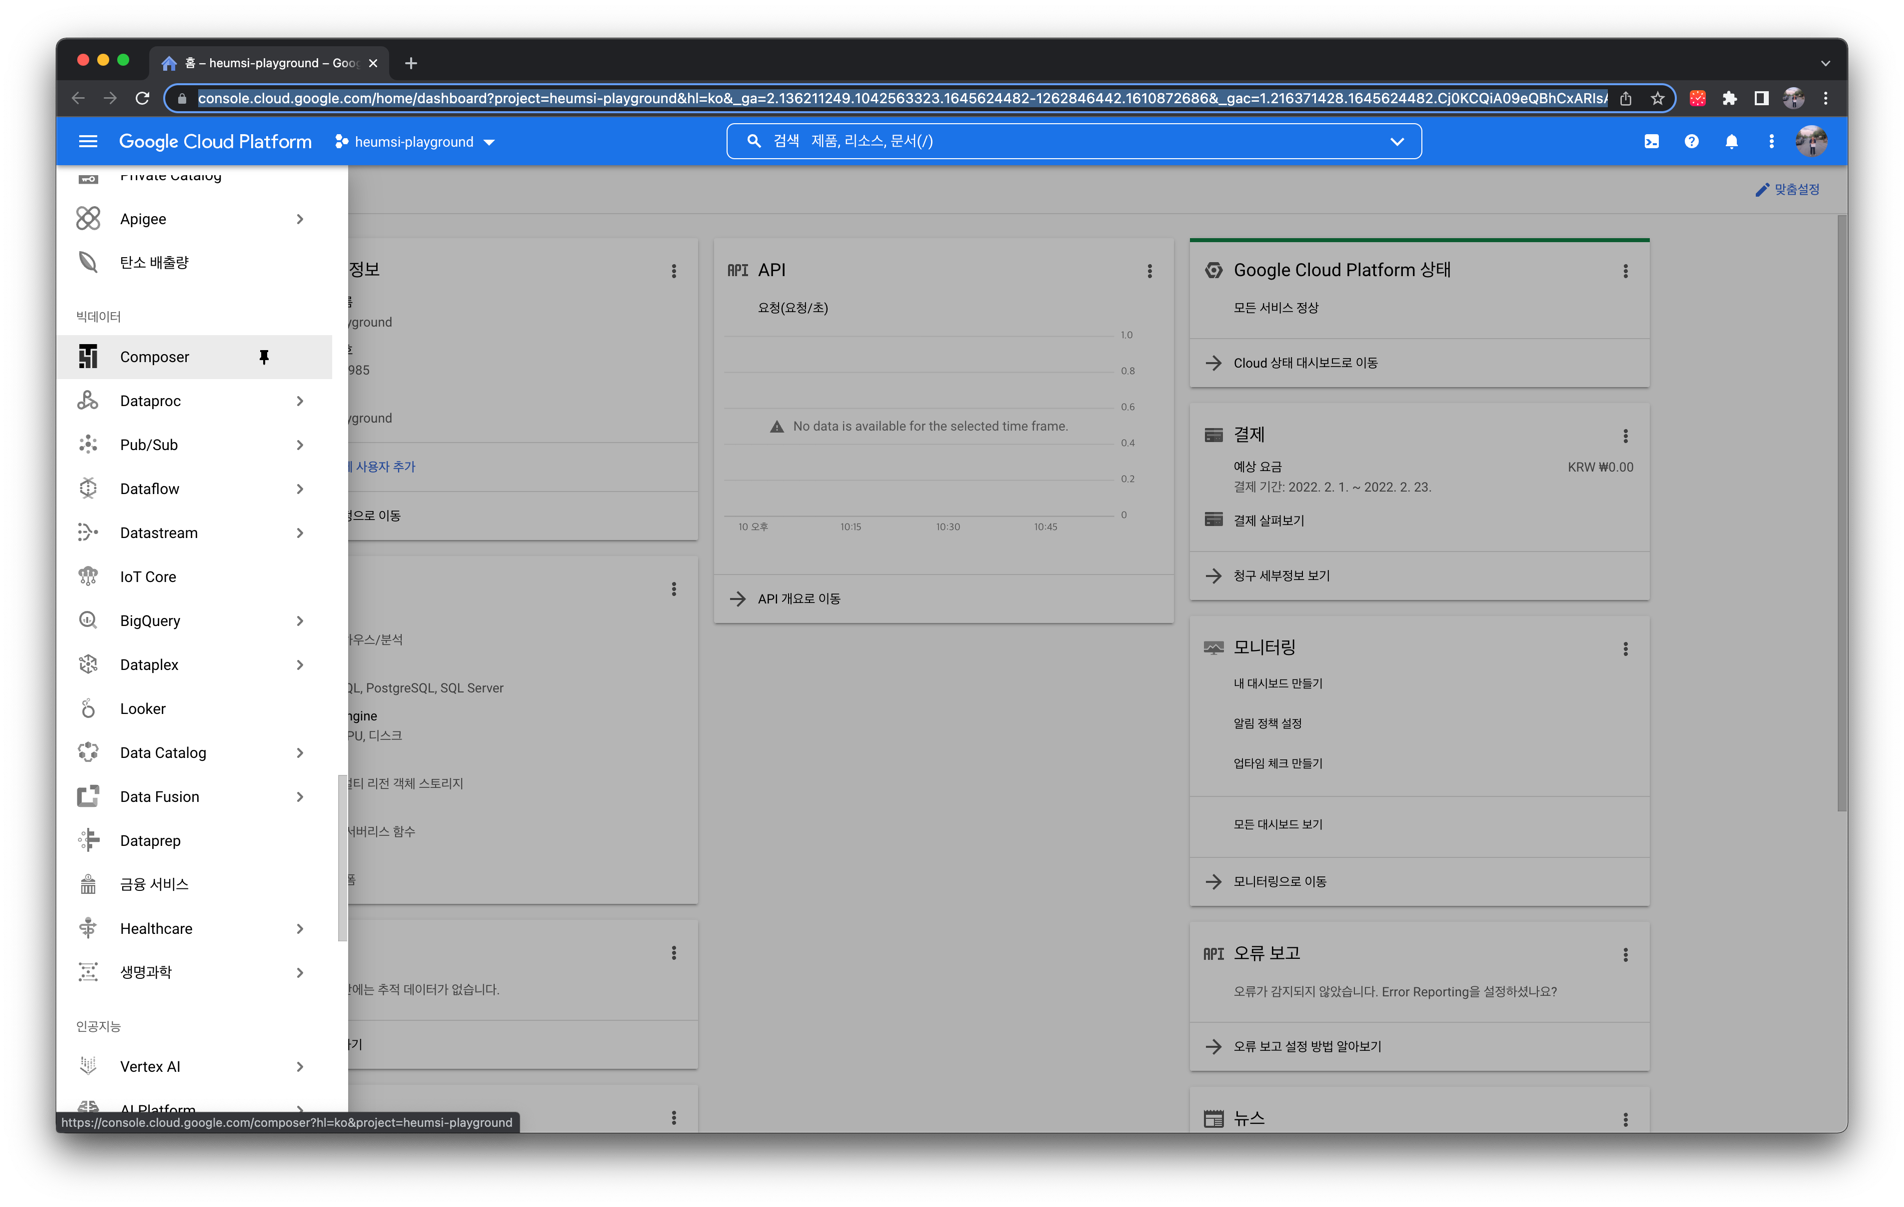 홈 – heumsi-playground – Goog
console.cloud.google.com/home/dashboard?project=heumsi-playground&hl=ko&_ga=2.136211249.1042563323.1645624482-1262846442.1610872686&_gac=1.216371428.1645624482.Cj0KCQiA09eQBhCxARIsA
Google Cloud Platform
heumsi-playground
검색 제품, 리소스, 문서(/)
맞춤설정
Private Catalog
Apigee
탄소 배출량
빅데이터
Composer
Dataproc
Pub/Sub
Dataflow
Datastream
IoT Core
BigQuery
Dataplex
Looker
Data Catalog
Data Fusion
Dataprep
금융 서비스
Healthcare
생명과학
인공지능
Vertex AI
AI Platform
https://console.cloud.google.com/composer?hl=ko&project=heumsi-playground
정보
yground
호
985
yground
사용자 추가
으로 이동
우스/분석
QL, PostgreSQL, SQL Server
ngine
PU, 디스크
티 리전 객체 스토리지
서버리스 함수
폼
에는 추적 데이터가 없습니다.
기
API API
요청(요청/초)
1.0
0.8
0.6
No data is available for the selected time frame.
0.4
0.2
0
10 오후 10:15 10:30 10:45
API 개요로 이동
Google Cloud Platform 상태
모든 서비스 정상
Cloud 상태 대시보드로 이동
결제
예상 요금 KRW ₩0.00
결제 기간: 2022. 2. 1. ~ 2022. 2. 23.
결제 살펴보기
청구 세부정보 보기
모니터링
내 대시보드 만들기
알림 정책 설정
업타임 체크 만들기
모든 대시보드 보기
모니터링으로 이동
API 오류 보고
오류가 감지되지 않았습니다. Error Reporting을 설정하셨나요?
오류 보고 설정 방법 알아보기
뉴스